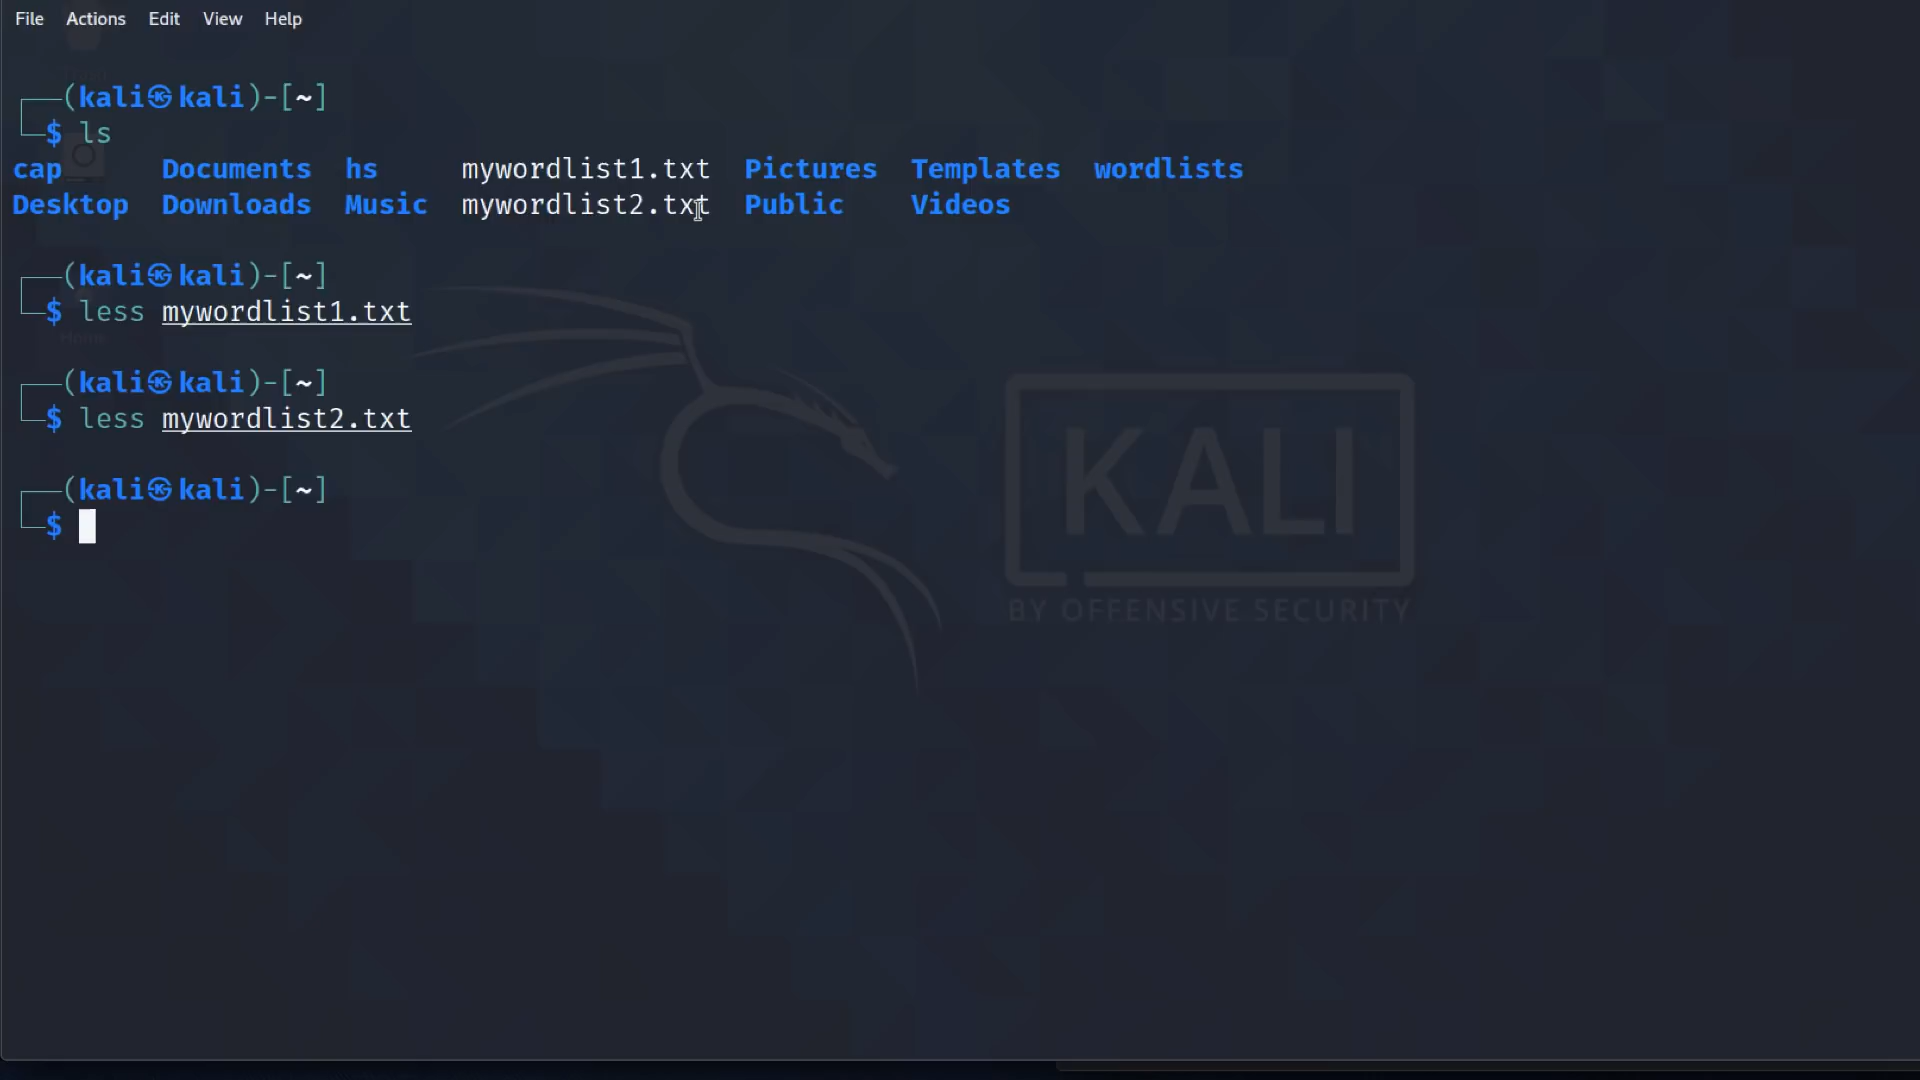 File Actions Edit View Help
┌──(kali㉿kali)-[~]
└─$ ls
cap Documents hs mywordlist1.txt Pictures Templates wordlists
Desktop Downloads Music mywordlist2.txt Public Videos
┌──(kali㉿kali)-[~]
└─$ less mywordlist1.txt
Home
┌──(kali㉿kali)-[~]
└─$ less mywordlist2.txt
┌──(kali㉿kali)-[~]
└─$
KALI
BY OFFENSIVE SECURITY